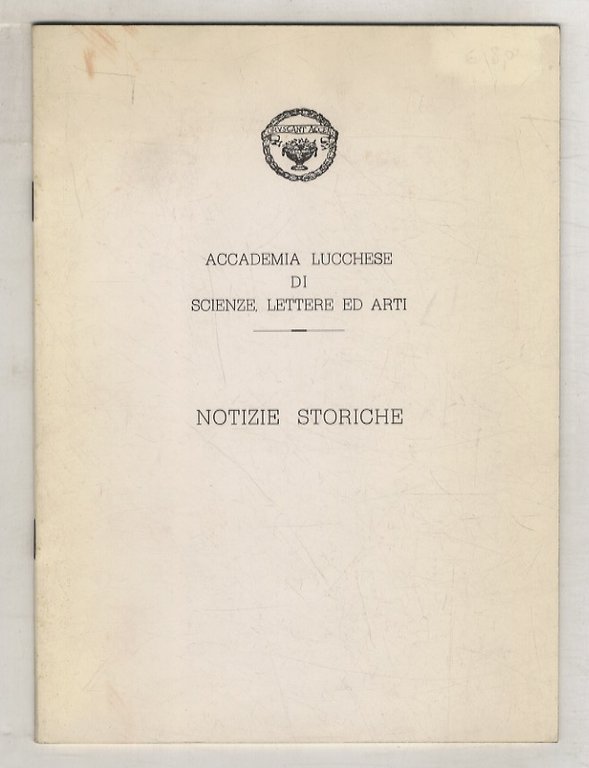 ACCADEMIA LUCCHESE
DI
SCIENZE, LETTERE ED ARTI
NOTIZIE STORICHE